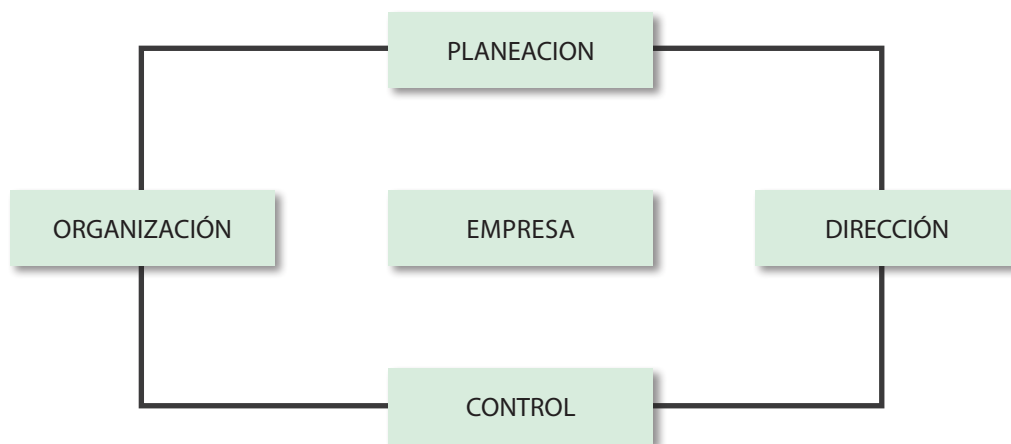 PLANEACION
ORGANIZACIÓN
EMPRESA
DIRECCIÓN
CONTROL